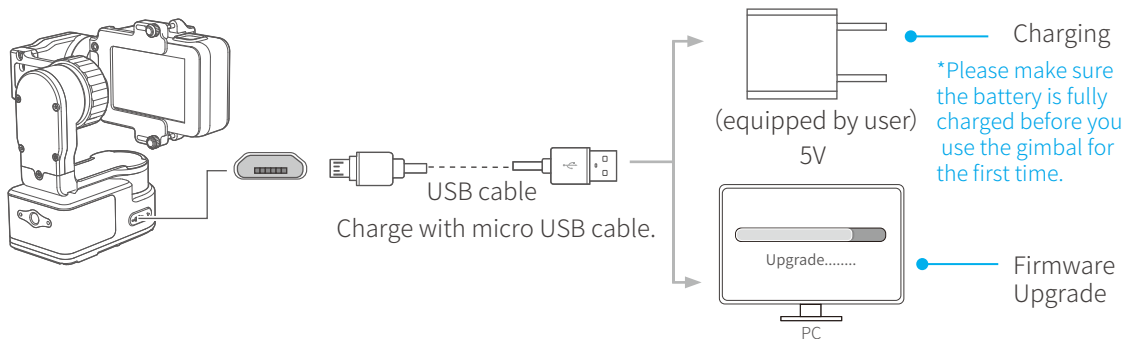 Charging
*Please make sure
the battery is fully
charged before you
use the gimbal for
the first time.
(equipped by user)
5V
USB cable
Charge with micro USB cable.
Upgrade........
Firmware
Upgrade
PC